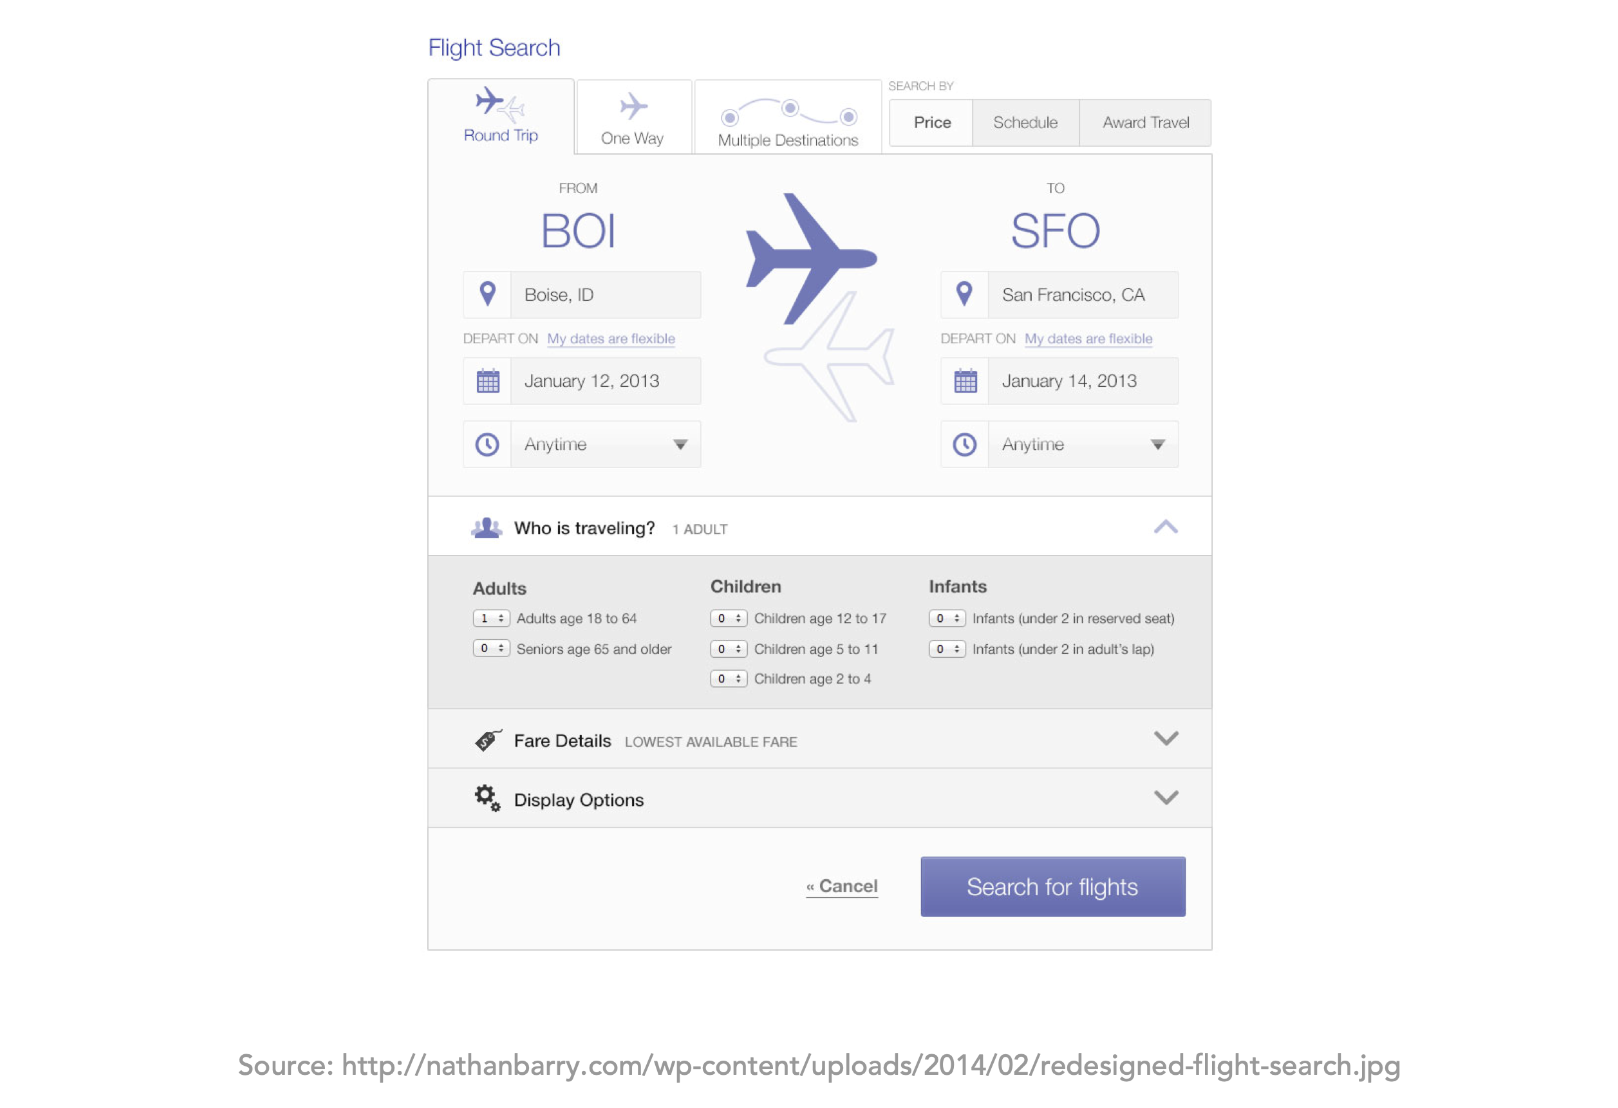 Flight Search
Round Trip
One Way
Multiple Destinations
SEARCH BY
Price
Schedule
Award Travel
FROM
BOI
Boise, ID
DEPART ON My dates are flexible
January 12, 2013
Anytime
TO
SFO
San Francisco, CA
DEPART ON My dates are flexible
January 14, 2013
Anytime
Who is traveling? 1 ADULT
Adults
1 Adults age 18 to 64
0 Seniors age 65 and older
Children
0 Children age 12 to 17
0 Children age 5 to 11
0 Children age 2 to 4
Infants
0 Infants (under 2 in reserved seat)
0 Infants (under 2 in adult's lap)
$
Fare Details LOWEST AVAILABLE FARE
Display Options
« Cancel
Search for flights
Source: http://nathanbarry.com/wp-content/uploads/2014/02/redesigned-flight-search.jpg